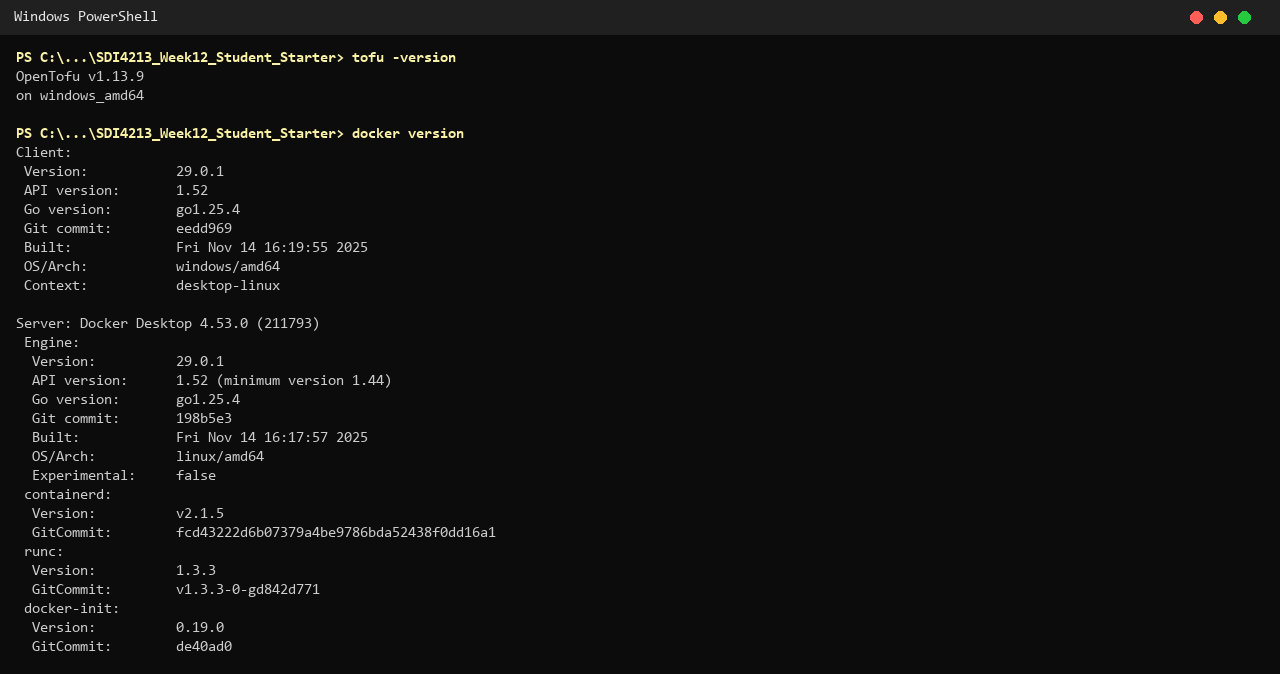 Windows PowerShell
PS C:\...\SDI4213_Week12_Student_Starter> tofu -version
OpenTofu v1.13.9
on windows_amd64
PS C:\...\SDI4213_Week12_Student_Starter> docker version
Client:
Version: 29.0.1
API version: 1.52
Go version: go1.25.4
Git commit: eedd969
Built: Fri Nov 14 16:19:55 2025
OS/Arch: windows/amd64
Context: desktop-linux
Server: Docker Desktop 4.53.0 (211793)
Engine:
Version: 29.0.1
API version: 1.52 (minimum version 1.44)
Go version: go1.25.4
Git commit: 198b5e3
Built: Fri Nov 14 16:17:57 2025
OS/Arch: linux/amd64
Experimental: false
containerd:
Version: v2.1.5
GitCommit: fcd43222d6b07379a4be9786bda52438f0dd16a1
runc:
Version: 1.3.3
GitCommit: v1.3.3-0-gd842d771
docker-init:
Version: 0.19.0
GitCommit: de40ad0